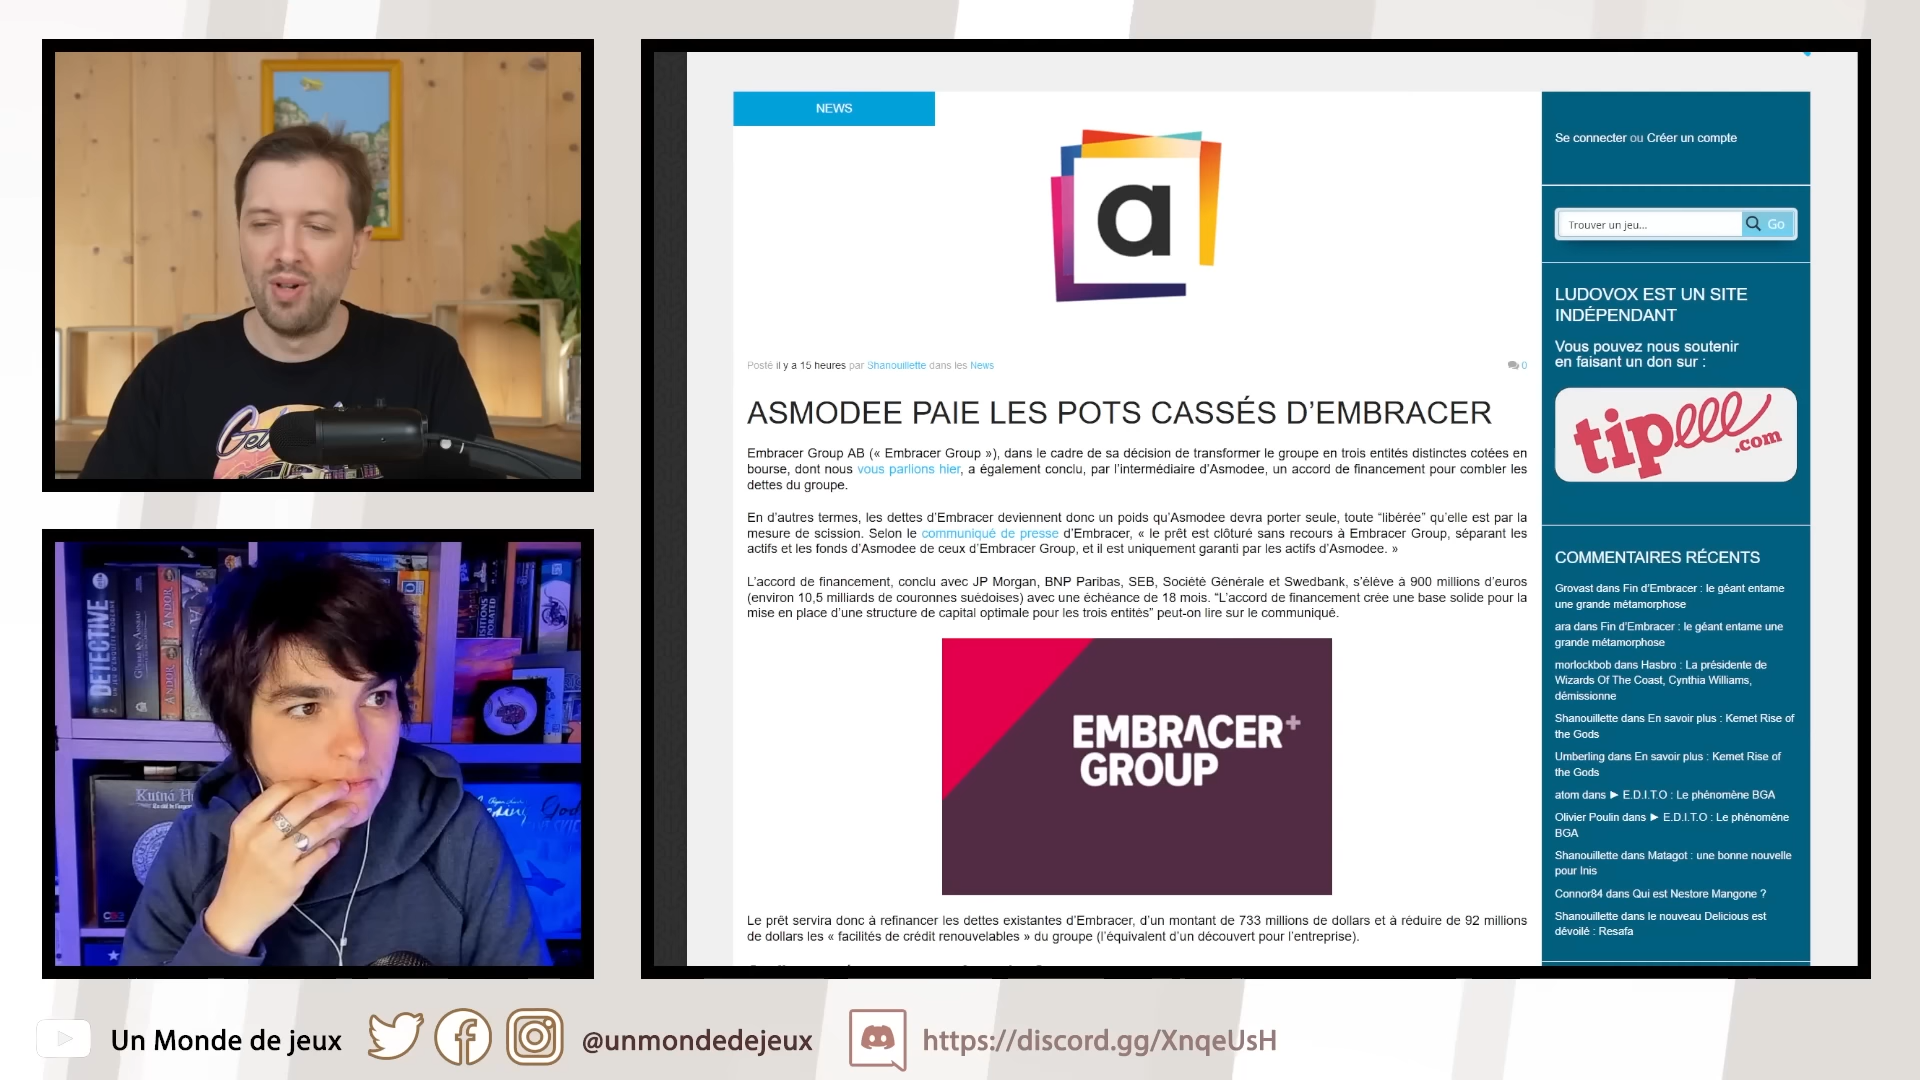 NEWS
a
Posté il y a 15 heures par Shanouillette dans les News
0
ASMODEE PAIE LES POTS CASSÉS D’EMBRACER
Embracer Group AB (« Embracer Group »), dans le cadre de sa décision de transformer le groupe en trois entités distinctes cotées en
bourse, dont nous vous parlions hier, a également conclu, par l’intermédiaire d’Asmodee, un accord de financement pour combler les
dettes du groupe.
En d’autres termes, les dettes d’Embracer deviennent donc un poids qu’Asmodee devra porter seule, toute “libérée” qu’elle est par la
mesure de scission. Selon le communiqué de presse d’Embracer, « le prêt est clôturé sans recours à Embracer Group, séparant les
actifs et les fonds d’Asmodee de ceux d’Embracer Group, et il est uniquement garanti par les actifs d’Asmodee. »
L’accord de financement, conclu avec JP Morgan, BNP Paribas, SEB, Société Générale et Swedbank, s’élève à 900 millions d’euros
(environ 10,5 milliards de couronnes suédoises) avec une échéance de 18 mois. “L’accord de financement crée une base solide pour la
mise en place d’une structure de capital optimale pour les trois entités” peut-on lire sur le communiqué.
EMBRACER+
GROUP
Le prêt servira donc à refinancer les dettes existantes d’Embracer, d’un montant de 733 millions de dollars et à réduire de 92 millions
de dollars les « facilités de crédit renouvelables » du groupe (l’équivalent d’un découvert pour l’entreprise).
Se connecter ou Créer un compte
Trouver un jeu...
Go
LUDOVOX EST UN SITE
INDÉPENDANT
Vous pouvez nous soutenir
en faisant un don sur :
tipeee
.com
COMMENTAIRES RÉCENTS
Grovast dans Fin d’Embracer : le géant entame
une grande métamorphose
ara dans Fin d’Embracer : le géant entame une
grande métamorphose
morlockbob dans Hasbro : La présidente de
Wizards Of The Coast, Cynthia Williams,
démissionne
Shanouillette dans En savoir plus : Kemet Rise of
the Gods
Umberling dans En savoir plus : Kemet Rise of
the Gods
atom dans ► E.D.I.T.O : Le phénomène BGA
Olivier Poulin dans ► E.D.I.T.O : Le phénomène
BGA
Shanouillette dans Matagot : une bonne nouvelle
pour Inis
Connor84 dans Qui est Nestore Mangone ?
Shanouillette dans le nouveau Delicious est
dévoilé : Resafa
DETECTIVE
ANDOR
ANDOR
Kutná
CGE
Un Monde de jeux
@unmondedejeux
https://discord.gg/XnqeUsH